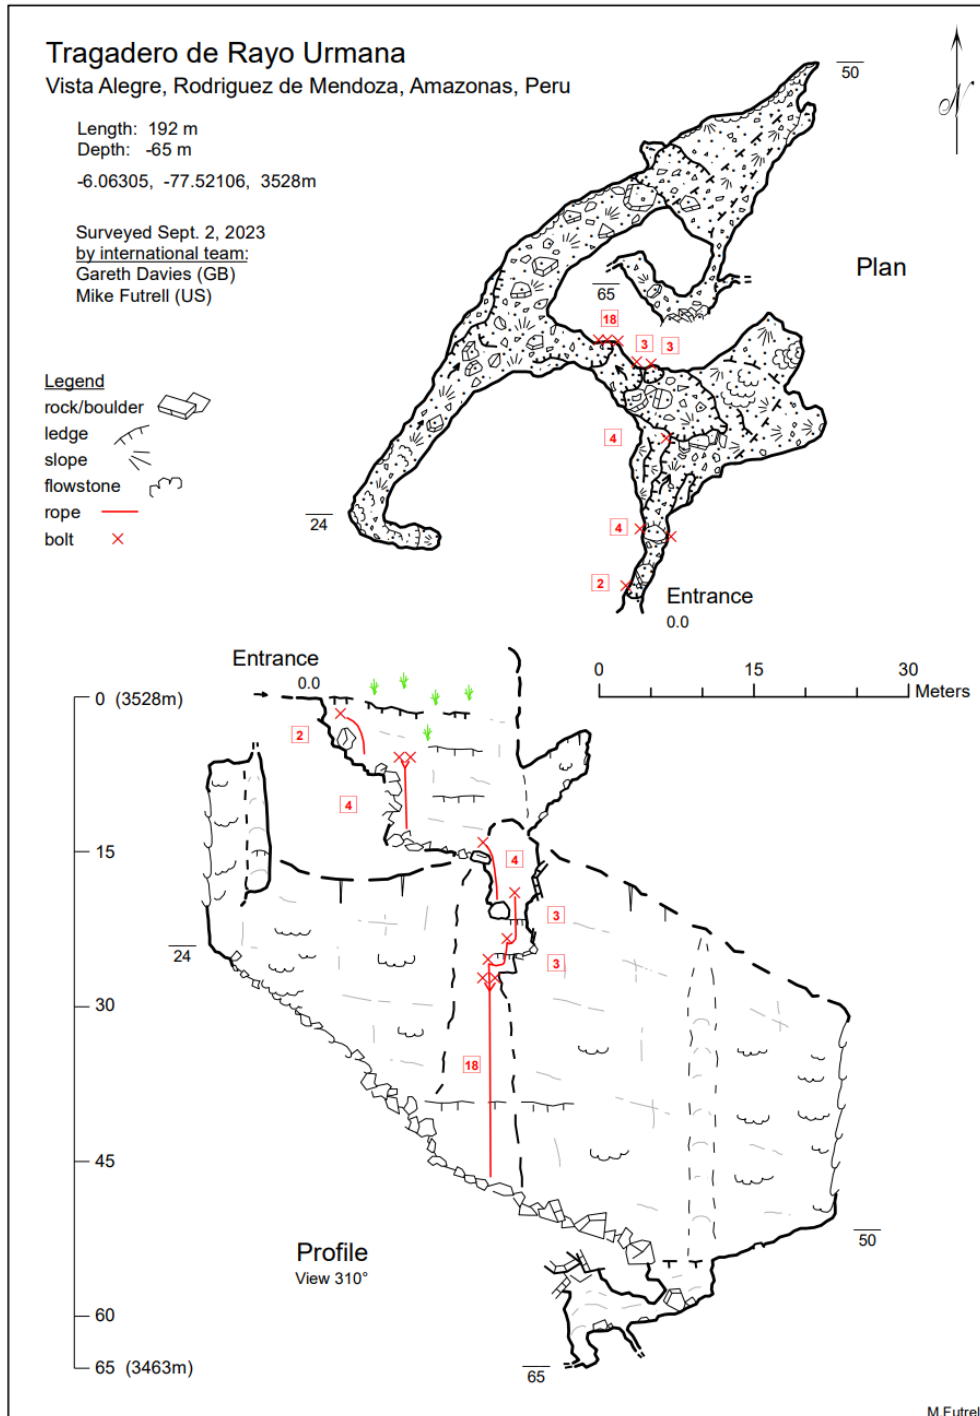 Tragadero de Rayo Urmana
Vista Alegre, Rodriguez de Mendoza, Amazonas, Peru
Length: 192 m
Depth: -65 m
-6.06305, -77.52106, 3528m
Surveyed Sept. 2, 2023
by international team:
Gareth Davies (GB)
Mike Futrell (US)
Legend
rock/boulder
ledge
slope
flowstone
rope
bolt
50
N
Plan
65
18
3 3
4
24
4
2
Entrance
0.0
Entrance
0.0
0 15 30
Meters
0 (3528m)
2
4
15
4
3
24
3
30
18
45
50
Profile
View 310°
60
65 (3463m)
65
M.Futrel